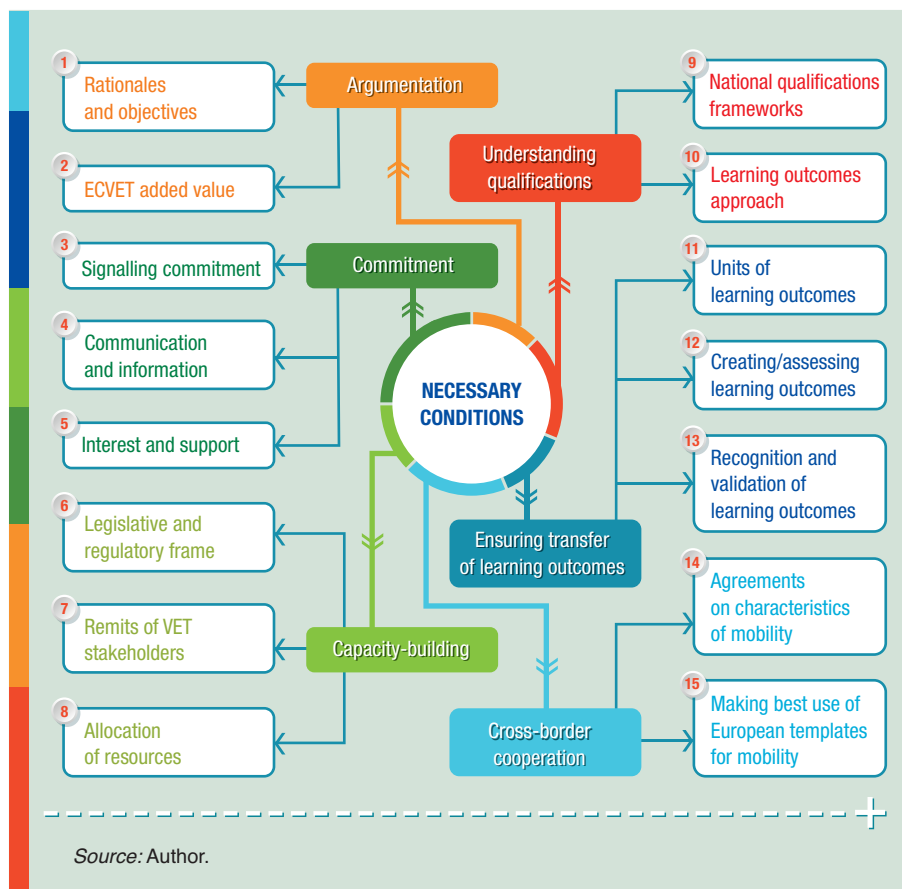 1
Rationales
and objectives
2
ECVET added value
3
Signalling commitment
4
Communication
and information
5
Interest and support
6
Legislative and
regulatory frame
7
Remits of VET
stakeholders
8
Allocation
of resources
Argumentation
Commitment
Capacity-building
NECESSARY
CONDITIONS
Understanding
qualifications
Ensuring transfer
of learning outcomes
Cross-border
cooperation
9
National qualifications
frameworks
10
Learning outcomes
approach
11
Units of
learning outcomes
12
Creating/assessing
learning outcomes
13
Recognition and
validation of
learning outcomes
14
Agreements
on characteristics
of mobility
15
Making best use of
European templates
for mobility
Source: Author.